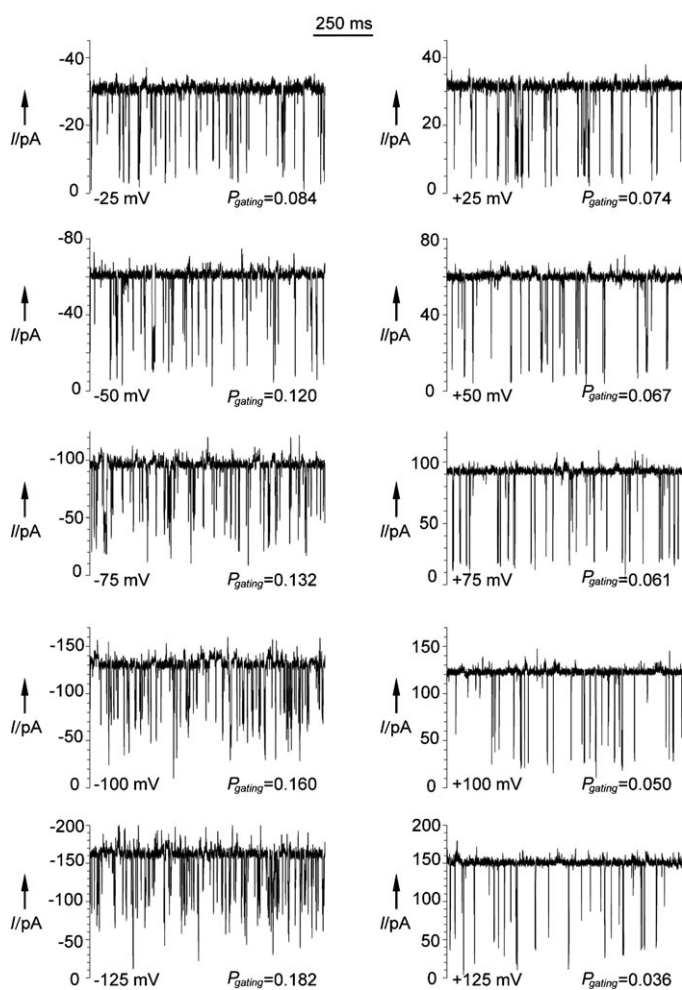 250 ms
-40
-20
0
I/pA
-25 mV
Pgating=0.084
40
20
0
I/pA
+25 mV
Pgating=0.074
-80
-40
0
I/pA
-50 mV
Pgating=0.120
80
40
0
I/pA
+50 mV
Pgating=0.067
-100
-50
0
I/pA
-75 mV
Pgating=0.132
100
50
0
I/pA
+75 mV
Pgating=0.061
-150
-100
-50
0
I/pA
-100 mV
Pgating=0.160
150
100
50
0
I/pA
+100 mV
Pgating=0.050
-200
-150
-100
-50
0
I/pA
-125 mV
Pgating=0.182
200
150
100
50
0
I/pA
+125 mV
Pgating=0.036